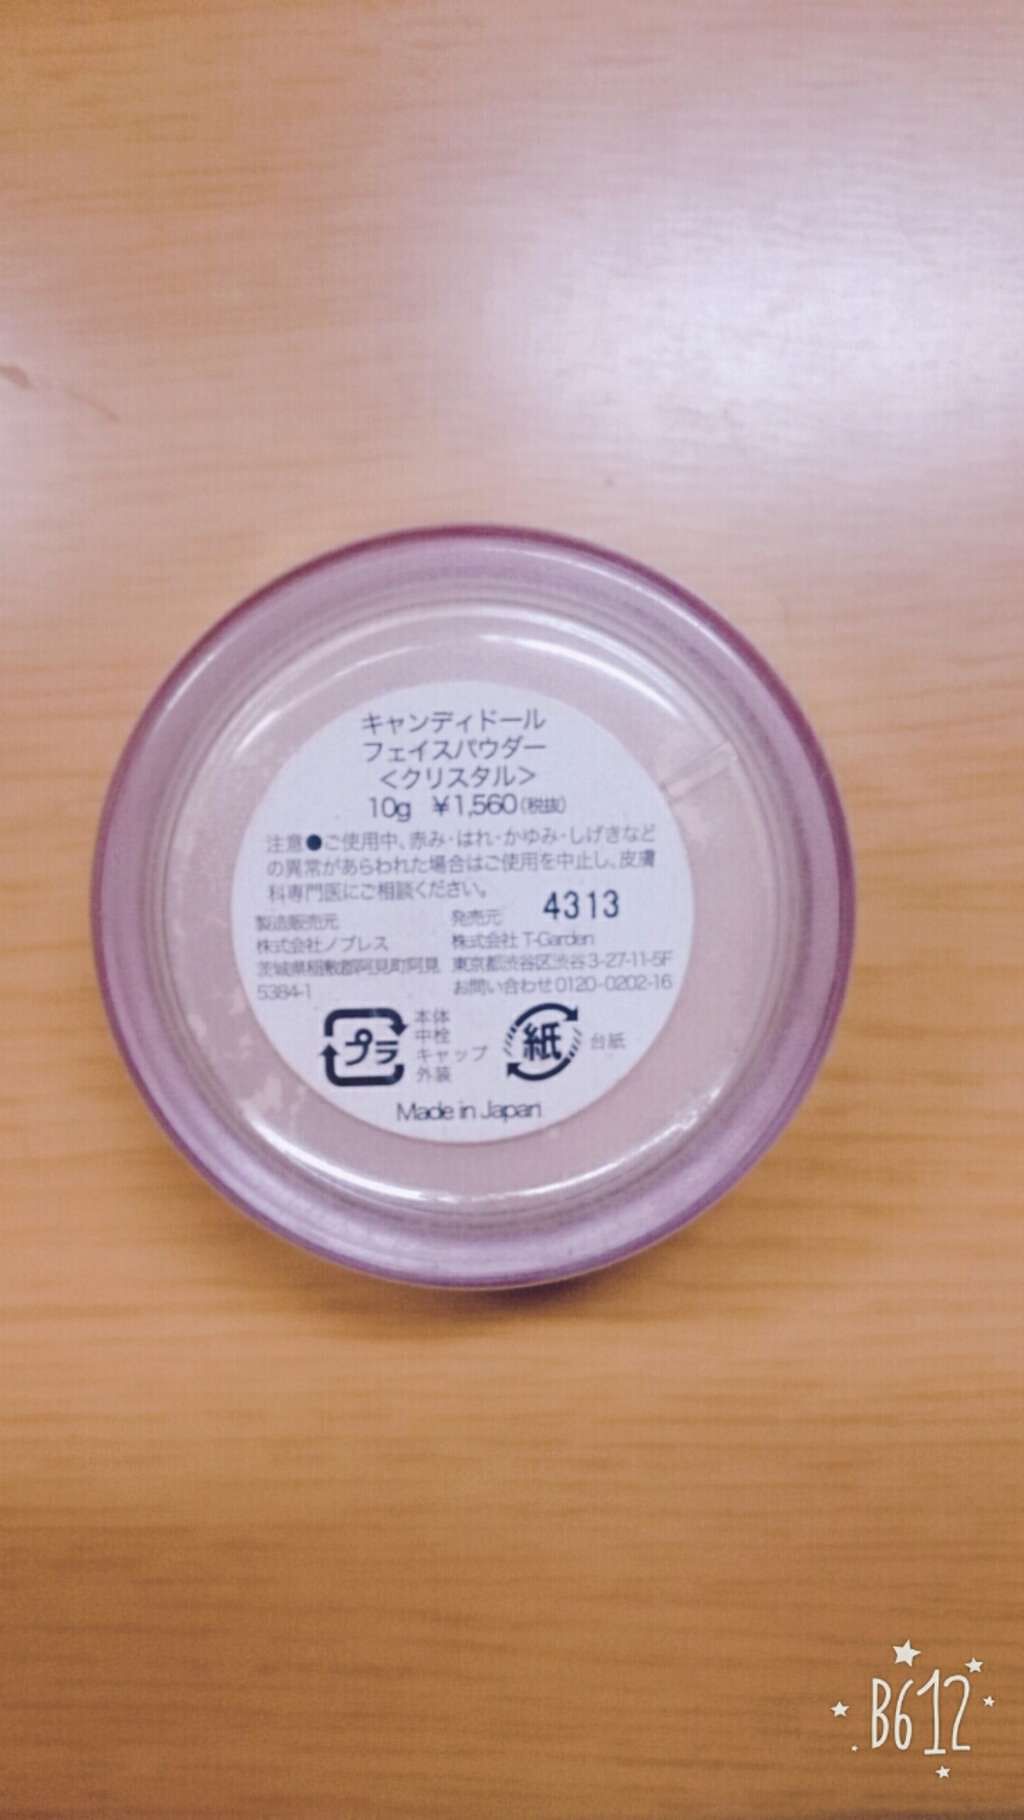 キャンディドール
フェイスパウダー
<クリスタル>
10g ￥1,560(税抜)
注意●ご使用中、赤み・はれ・かゆみ・しげきなど
の異常があらわれた場合はご使用を中止し、皮膚
科専門医にご相談ください。
4313
製造販売元
株式会社ノブレス
茨城県稲敷郡阿見町阿見
5384-1
発売元
株式会社 T-Garden
東京都渋谷区渋谷3-27-11-5F
お問い合わせ0120-0202-16
プラ
本体
中栓
キャップ
外装
紙
台紙
Made in Japan
B612